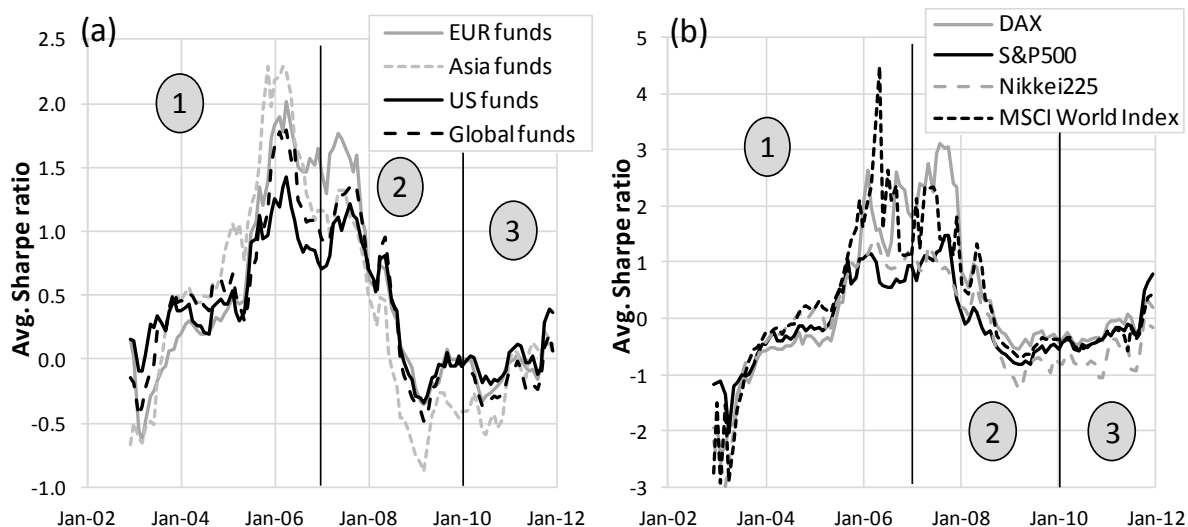 (a)
EUR funds
Asia funds
US funds
Global funds
Avg. Sharpe ratio
2.5
2.0
1.5
1.0
0.5
0.0
-0.5
-1.0
1
2
3
Jan-02 Jan-04 Jan-06 Jan-08 Jan-10 Jan-12
(b)
DAX
S&P500
Nikkei225
MSCI World Index
Avg. Sharpe ratio
5
4
3
2
1
0
-1
-2
-3
1
2
3
Jan-02 Jan-04 Jan-06 Jan-08 Jan-10 Jan-12